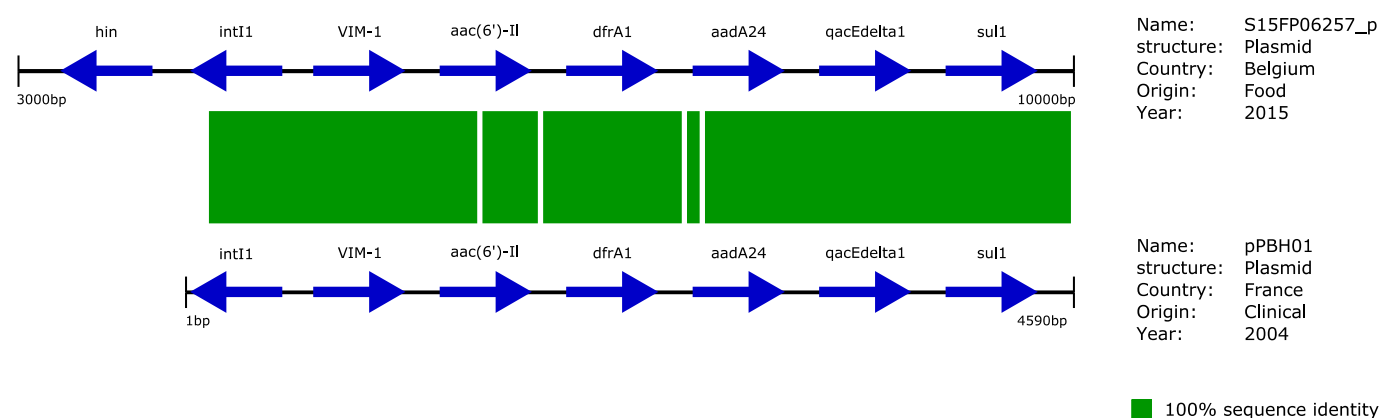 hin intI1 VIM-1 aac(6')-Il dfrA1 aadA24 qacEdelta1 sul1
3000bp 10000bp
Name: S15FP06257_p
structure: Plasmid
Country: Belgium
Origin: Food
Year: 2015
intI1 VIM-1 aac(6')-Il dfrA1 aadA24 qacEdelta1 sul1
1bp 4590bp
Name: pPBH01
structure: Plasmid
Country: France
Origin: Clinical
Year: 2004
100% sequence identity